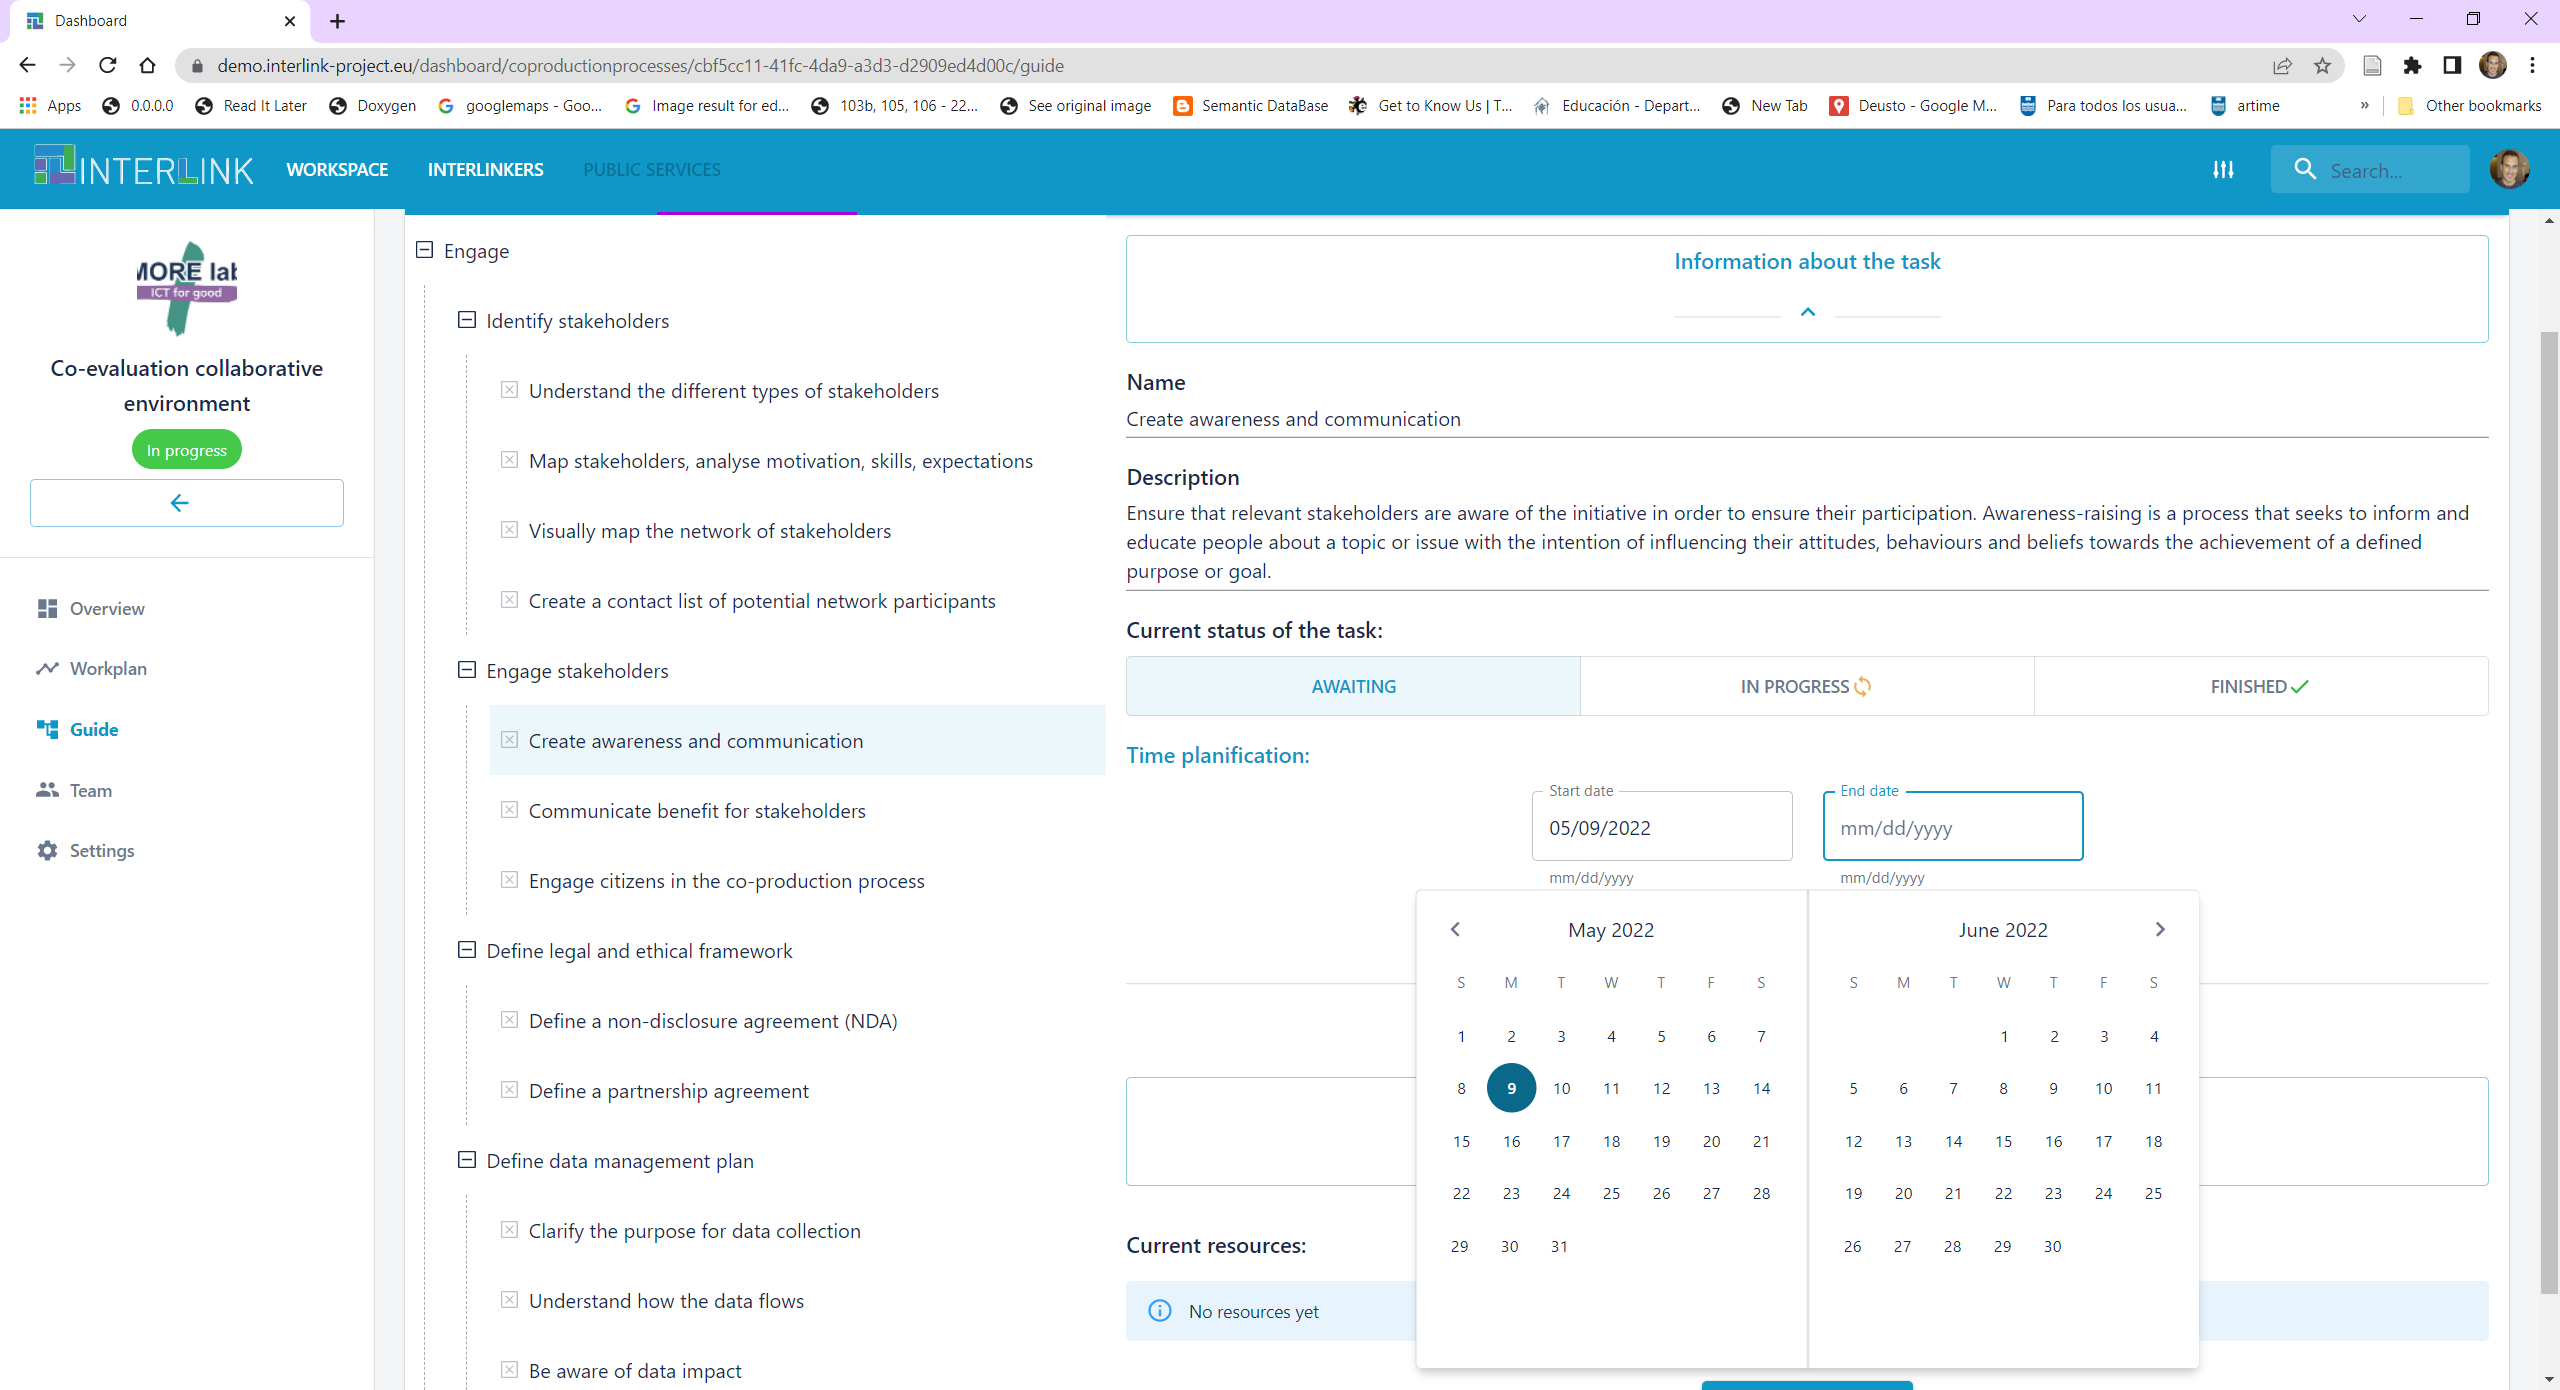 Dashboard
demo.interlink-project.eu/dashboard/coproductionprocesses/cbf5cc11-41fc-4da9-a3d3-d2909ed4d00c/guide
Apps 0.0.0.0 Read It Later Doxygen googlemaps - Goo... Image result for ed... 103b, 105, 106 - 22... See original image Semantic DataBase Get to Know Us | T... Educación - Depart... New Tab Deusto - Google M... Para todos los usua... artime » Other bookmarks
INTERLINK WORKSPACE INTERLINKERS PUBLIC SERVICES Search...
MORE lab
ICT for good
Co-evaluation collaborative
environment
In progress
Overview
Workplan
Guide
Team
Settings
Engage
Identify stakeholders
Understand the different types of stakeholders
Map stakeholders, analyse motivation, skills, expectations
Visually map the network of stakeholders
Create a contact list of potential network participants
Engage stakeholders
Create awareness and communication
Communicate benefit for stakeholders
Engage citizens in the co-production process
Define legal and ethical framework
Define a non-disclosure agreement (NDA)
Define a partnership agreement
Define data management plan
Clarify the purpose for data collection
Understand how the data flows
Be aware of data impact
Information about the task
Name
Create awareness and communication
Description
Ensure that relevant stakeholders are aware of the initiative in order to ensure their participation. Awareness-raising is a process that seeks to inform and
educate people about a topic or issue with the intention of influencing their attitudes, behaviours and beliefs towards the achievement of a defined
purpose or goal.
Current status of the task:
AWAITING IN PROGRESS FINISHED
Time planification:
Start date End date
05/09/2022 mm/dd/yyyy
mm/dd/yyyy mm/dd/yyyy
May 2022
S M T W T F S
1 2 3 4 5 6 7
8 9 10 11 12 13 14
15 16 17 18 19 20 21
22 23 24 25 26 27 28
29 30 31
June 2022
S M T W T F S
1 2 3 4
5 6 7 8 9 10 11
12 13 14 15 16 17 18
19 20 21 22 23 24 25
26 27 28 29 30
Current resources:
No resources yet